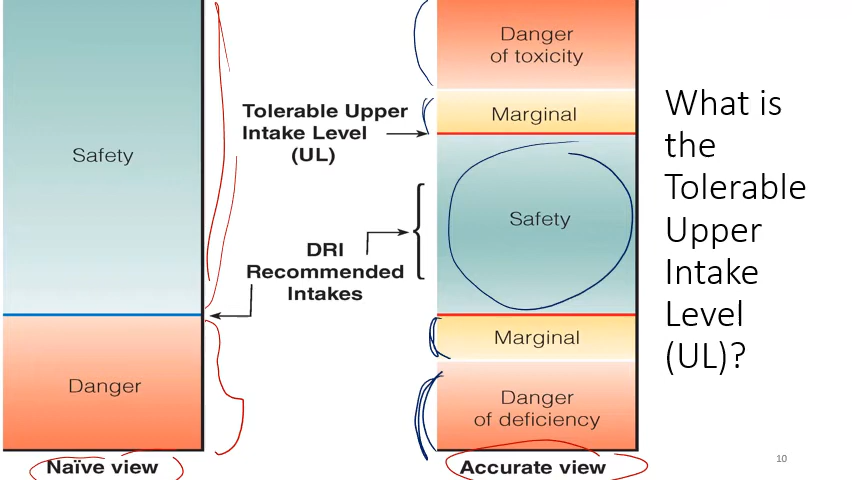 Safety
Danger
Naïve view
Tolerable Upper
Intake Level
(UL)
DRI
Recommended
Intakes
Danger
of toxicity
Marginal
Safety
Marginal
Danger
of deficiency
Accurate view
What is
the
Tolerable
Upper
Intake
Level
(UL)?
10